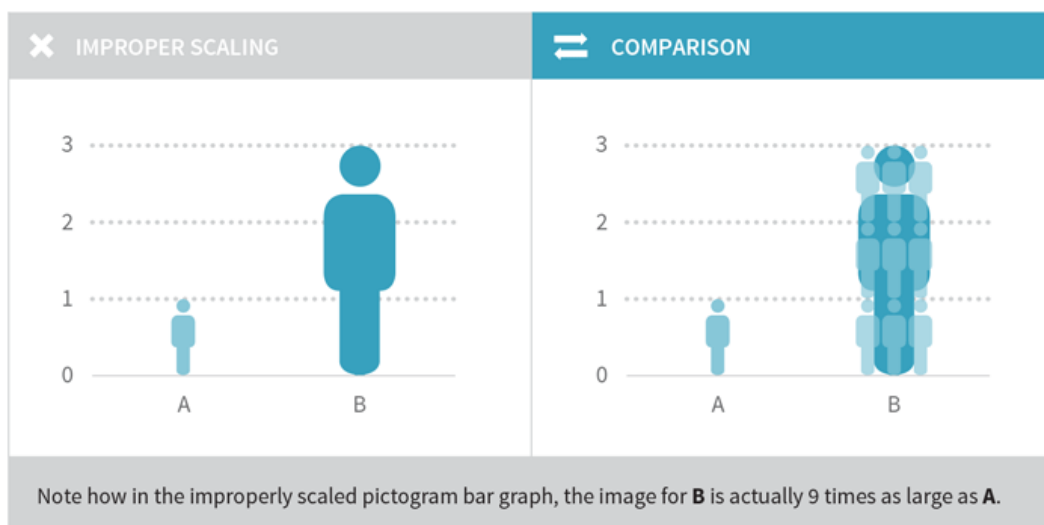 IMPROPER SCALING
COMPARISON
3
2
1
0
A
B
3
2
1
0
A
B
Note how in the improperly scaled pictogram bar graph, the image for B is actually 9 times as large as A.